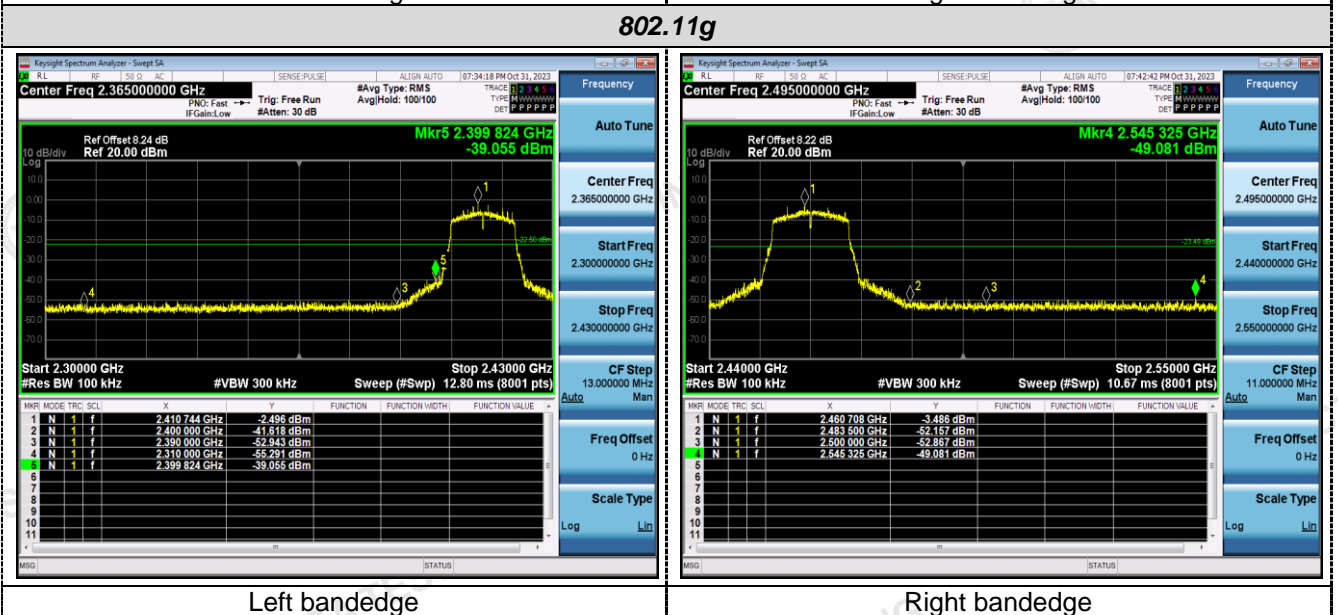 802.11g
Keysight Spectrum Analyzer - Swept SA
RL RF 50 Ω AC SENSE:PULSE ALIGN AUTO 07:34:18 PM Oct 31, 2023
Center Freq 2.365000000 GHz
PNO: Fast
IFGain:Low
Trig: Free Run
#Atten: 30 dB
#Avg Type: RMS
Avg|Hold: 100/100
TRACE 1 2 3 4 5 6
TYPE M W W W W W
DET P P P P P P
Ref Offset 8.24 dB
Ref 20.00 dBm
10 dB/div
Log
Mkr5 2.399 824 GHz
-39.055 dBm
10.0
0.00
-10.0
-20.0
-30.0
-40.0
-50.0
-60.0
-70.0
1
-22.50 dBm
5
3
4
Start 2.30000 GHz Stop 2.43000 GHz
#Res BW 100 kHz #VBW 300 kHz Sweep (#Swp) 12.80 ms (8001 pts)
MKR MODE TRC SCL X Y FUNCTION FUNCTION WIDTH FUNCTION VALUE
1 N 1 f 2.410 744 GHz -2.496 dBm
2 N 1 f 2.400 000 GHz -41.618 dBm
3 N 1 f 2.390 000 GHz -52.943 dBm
4 N 1 f 2.310 000 GHz -55.291 dBm
5 N 1 f 2.399 824 GHz -39.055 dBm
6
7
8
9
10
11
MSG STATUS
Frequency
Auto Tune
Center Freq
2.365000000 GHz
Start Freq
2.300000000 GHz
Stop Freq
2.430000000 GHz
CF Step
13.000000 MHz
Auto Man
Freq Offset
0 Hz
Scale Type
Log Lin
Left bandedge
Keysight Spectrum Analyzer - Swept SA
RL RF 50 Ω AC SENSE:PULSE ALIGN AUTO 07:42:42 PM Oct 31, 2023
Center Freq 2.495000000 GHz
PNO: Fast
IFGain:Low
Trig: Free Run
#Atten: 30 dB
#Avg Type: RMS
Avg|Hold: 100/100
TRACE 1 2 3 4 5 6
TYPE M W W W W W
DET P P P P P P
Ref Offset 8.22 dB
Ref 20.00 dBm
10 dB/div
Log
Mkr4 2.545 325 GHz
-49.081 dBm
10.0
0.00
-10.0
-20.0
-30.0
-40.0
-50.0
-60.0
-70.0
1
-23.49 dBm
2
3
4
Start 2.44000 GHz Stop 2.55000 GHz
#Res BW 100 kHz #VBW 300 kHz Sweep (#Swp) 10.67 ms (8001 pts)
MKR MODE TRC SCL X Y FUNCTION FUNCTION WIDTH FUNCTION VALUE
1 N 1 f 2.460 708 GHz -3.486 dBm
2 N 1 f 2.483 500 GHz -52.157 dBm
3 N 1 f 2.500 000 GHz -52.867 dBm
4 N 1 f 2.545 325 GHz -49.081 dBm
5
6
7
8
9
10
11
MSG STATUS
Frequency
Auto Tune
Center Freq
2.495000000 GHz
Start Freq
2.440000000 GHz
Stop Freq
2.550000000 GHz
CF Step
11.000000 MHz
Auto Man
Freq Offset
0 Hz
Scale Type
Log Lin
Right bandedge